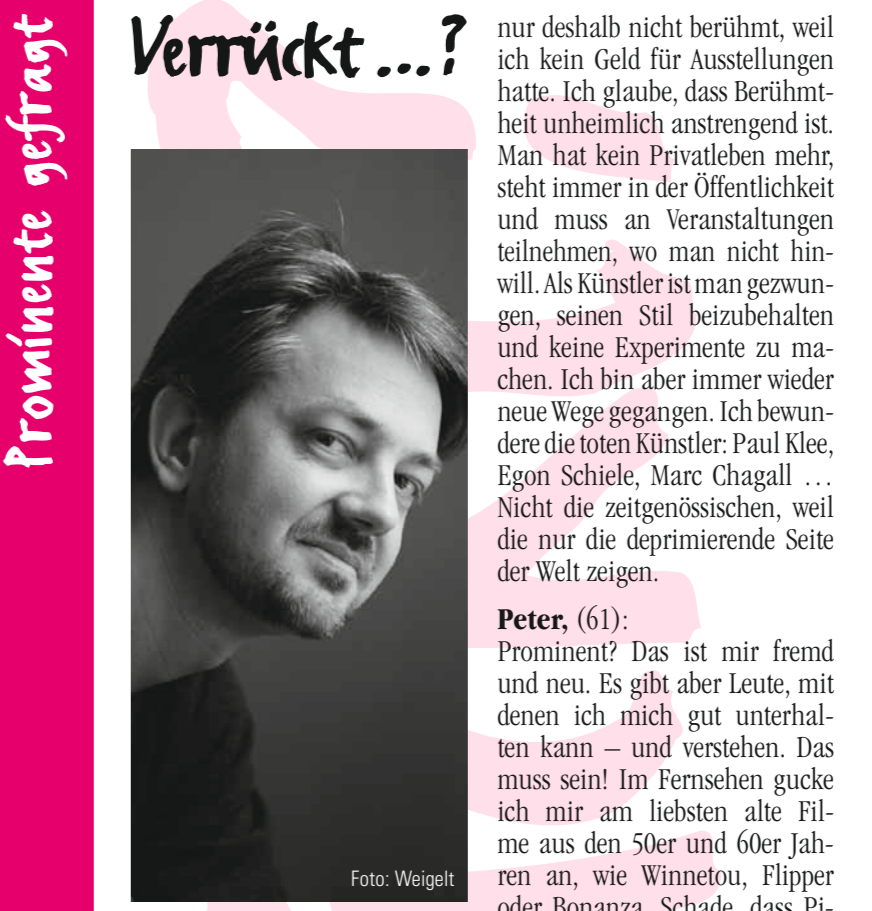 Prominente gefragt
Verrückt ...?
Foto: Weigelt
nur deshalb nicht berühmt, weil
ich kein Geld für Ausstellungen
hatte. Ich glaube, dass Berühmt-
heit unheimlich anstrengend ist.
Man hat kein Privatleben mehr,
steht immer in der Öffentlichkeit
und muss an Veranstaltungen
teilnehmen, wo man nicht hin-
will. Als Künstler ist man gezwun-
gen, seinen Stil beizubehalten
und keine Experimente zu ma-
chen. Ich bin aber immer wieder
neue Wege gegangen. Ich bewun-
dere die toten Künstler: Paul Klee,
Egon Schiele, Marc Chagall …
Nicht die zeitgenössischen, weil
die nur die deprimierende Seite
der Welt zeigen.
Peter, (61):
Prominent? Das ist mir fremd
und neu. Es gibt aber Leute, mit
denen ich mich gut unterhal-
ten kann – und verstehen. Das
muss sein! Im Fernsehen gucke
ich mir am liebsten alte Fil-
me aus den 50er und 60er Jah-
ren an, wie Winnetou, Flipper
oder Bonanza. Schade, dass Pi-